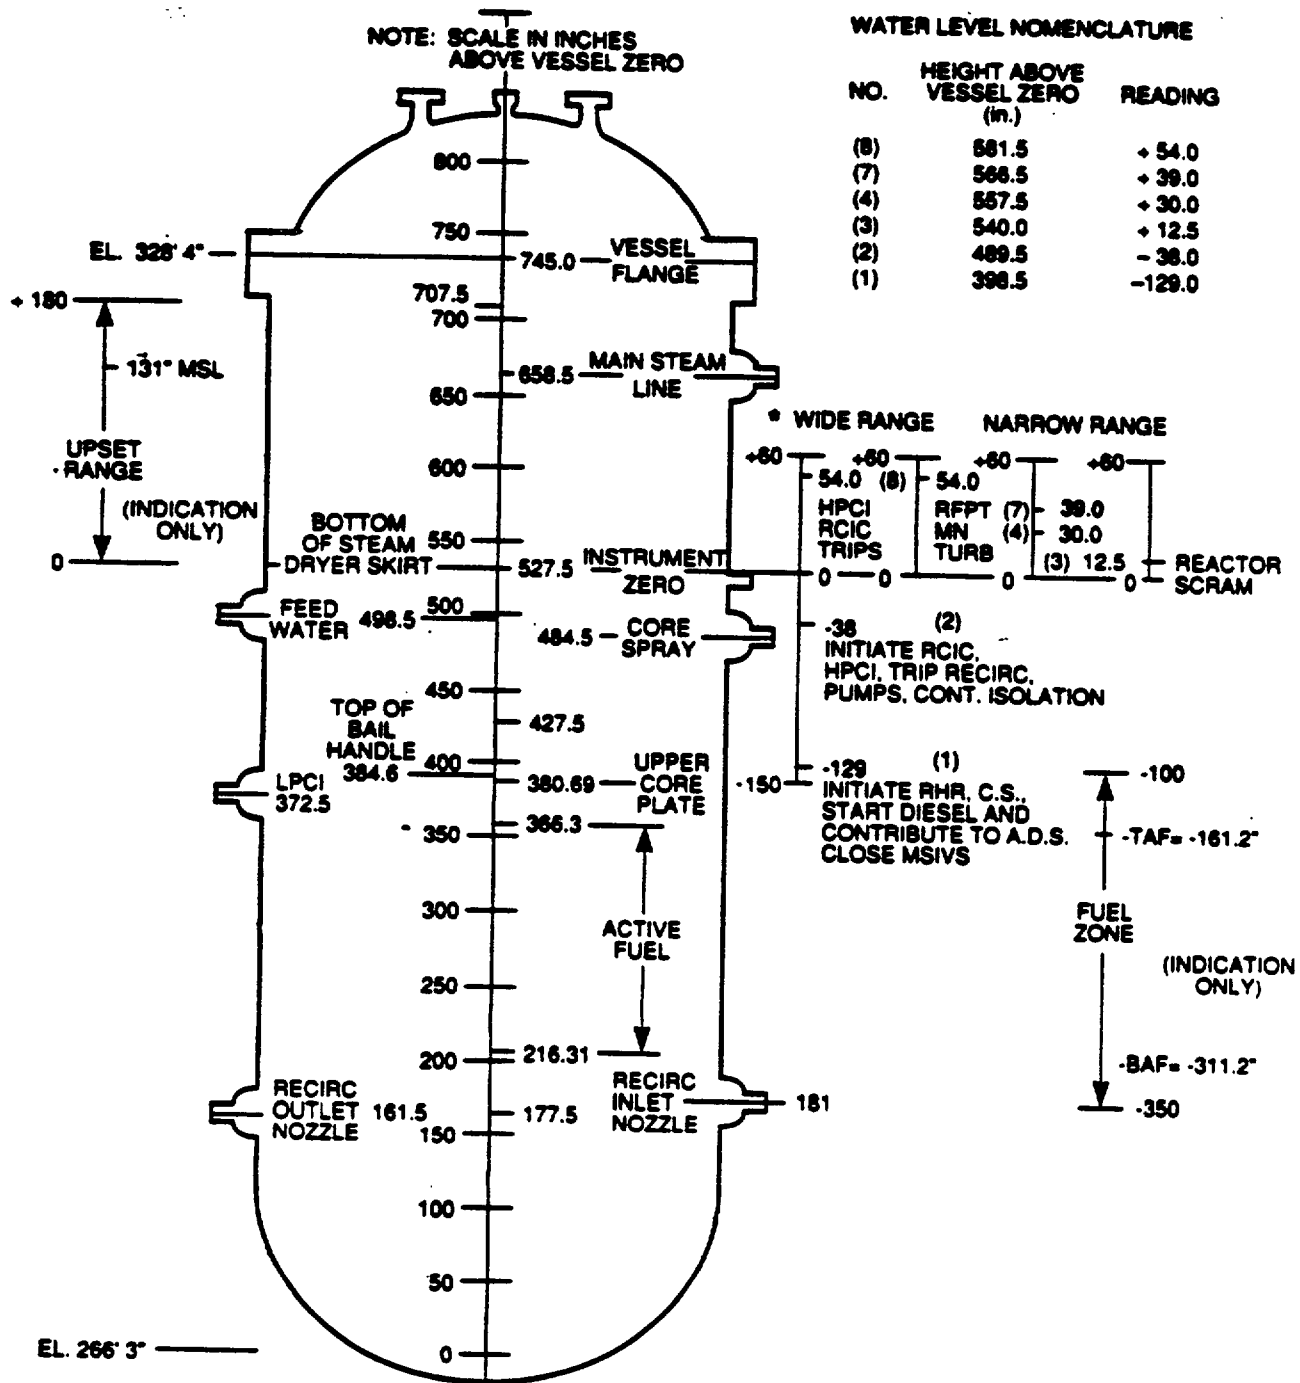 NOTE: SCALE IN INCHES
ABOVE VESSEL ZERO
WATER LEVEL NOMENCLATURE
NO. HEIGHT ABOVE VESSEL ZERO (in.) READING
(8) 581.5 + 54.0
(7) 566.5 + 39.0
(4) 557.5 + 30.0
(3) 540.0 + 12.5
(2) 489.5 - 38.0
(1) 398.5 -129.0
800
750
EL. 328' 4"
745.0
VESSEL
FLANGE
707.5
700
+ 180
131" MSL
UPSET
RANGE
(INDICATION
ONLY)
0
658.5
MAIN STEAM
LINE
650
600
550
BOTTOM
OF STEAM
DRYER SKIRT
527.5
INSTRUMENT
ZERO
* WIDE RANGE
NARROW RANGE
+60 +60 +60 +60
54.0 (8) 54.0
HPCI
RCIC
TRIPS
RFPT
MN
TURB
(7) 39.0
(4) 30.0
(3) 12.5
0 0 0 0
REACTOR
SCRAM
FEED
WATER
498.5
500
484.5
CORE
SPRAY
-38 (2)
INITIATE RCIC,
HPCI, TRIP RECIRC.
PUMPS, CONT. ISOLATION
450
427.5
TOP OF
BAIL
HANDLE
384.6
400
380.69
UPPER
CORE
PLATE
-129 (1)
-150
INITIATE RHR, C.S.,
START DIESEL AND
CONTRIBUTE TO A.D.S.
CLOSE MSIVS
LPCI
372.5
366.3
350
-100
-TAF= -161.2"
FUEL
ZONE
(INDICATION
ONLY)
-BAF= -311.2"
-350
300
ACTIVE
FUEL
250
216.31
200
RECIRC
OUTLET
NOZZLE
161.5
177.5
RECIRC
INLET
NOZZLE
181
150
100
50
EL. 266' 3"
0